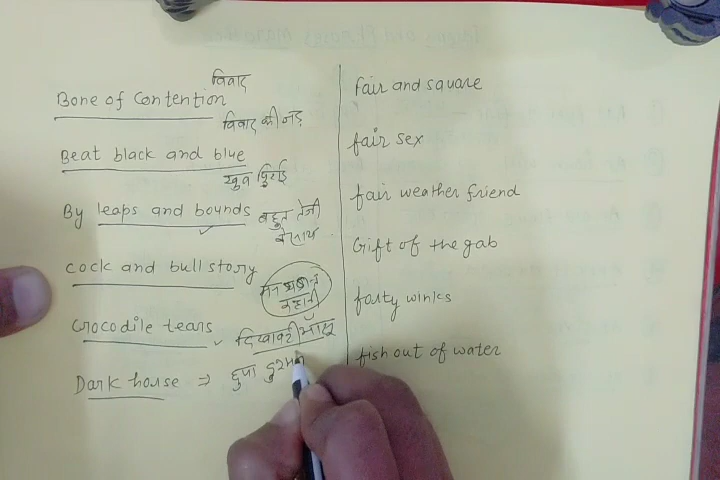 विवाद
Bone of Contention
विवाद की जड़
Beat black and blue
खुब पिटाई
By leaps and bounds बहुत तेजी
के साथ
Cock and bull story
मन
कहानी
Crocodile tears दिखावटी आँसू
Dark horse ⇒ छुपा
Fair and square
fair sex
fair weather friend
Gift of the gab
forty winks
fish out of water